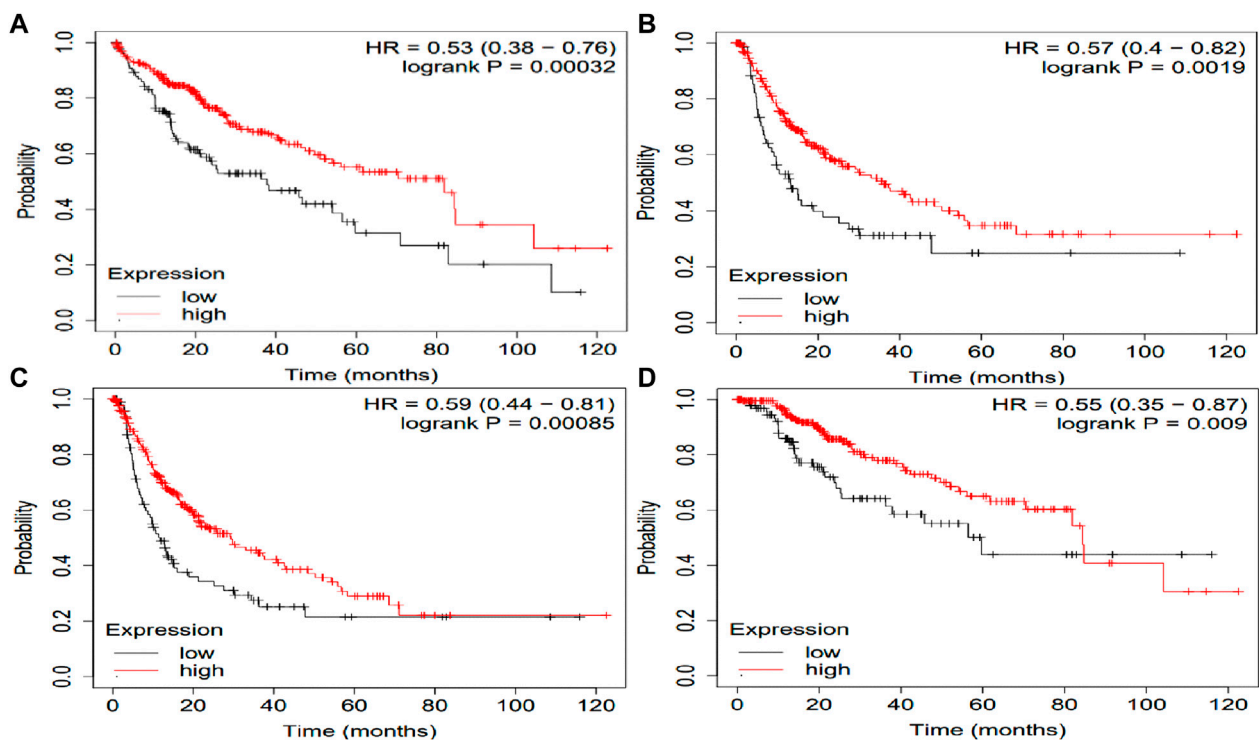 A
HR = 0.53 (0.38 − 0.76)
logrank P = 0.00032
Probability
1.0
0.8
0.6
0.4
0.2
0.0
Expression
low
high
0 20 40 60 80 100 120
Time (months)
B
HR = 0.57 (0.4 − 0.82)
logrank P = 0.0019
Probability
1.0
0.8
0.6
0.4
0.2
0.0
Expression
low
high
0 20 40 60 80 100 120
Time (months)
C
HR = 0.59 (0.44 − 0.81)
logrank P = 0.00085
Probability
1.0
0.8
0.6
0.4
0.2
0.0
Expression
low
high
0 20 40 60 80 100 120
Time (months)
D
HR = 0.55 (0.35 − 0.87)
logrank P = 0.009
Probability
1.0
0.8
0.6
0.4
0.2
0.0
Expression
low
high
0 20 40 60 80 100 120
Time (months)